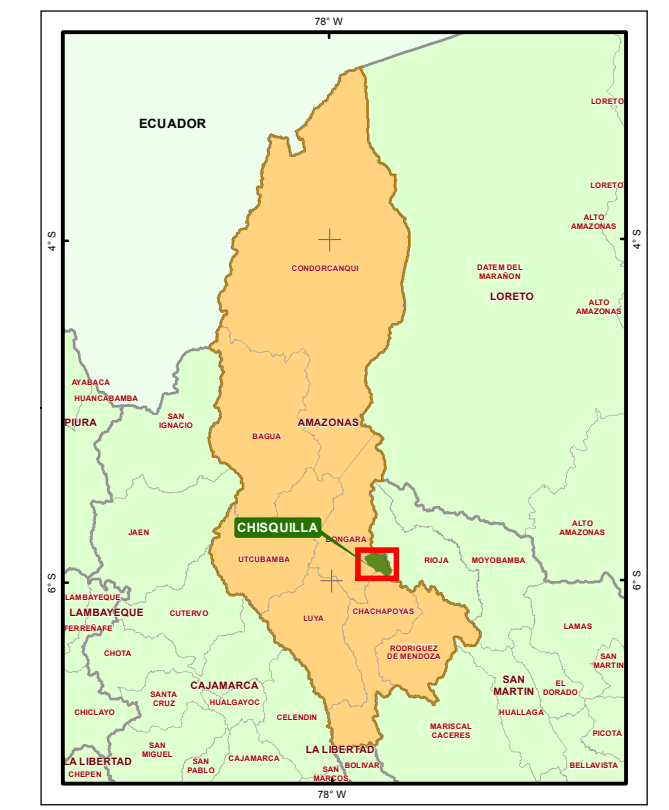 78° W
ECUADOR
LORETO
LORETO
ALTO
AMAZONAS
4° S
4° S
CONDORCANQUI
DATEM DEL
MARAÑON
LORETO
ALTO
AMAZONAS
AYABACA
HUANCABAMBA
PIURA
SAN
IGNACIO
AMAZONAS
BAGUA
CHISQUILLA
BONGARA
JAEN
UTCUBAMBA
RIOJA
MOYOBAMBA
ALTO
AMAZONAS
6° S
6° S
LAMBAYEQUE
LAMBAYEQUE
FERREÑAFE
CUTERVO
LUYA
CHACHAPOYAS
LAMAS
CHOTA
RODRIGUEZ
DE MENDOZA
SAN
MARTIN
CAJAMARCA
SANTA
CRUZ
HUALGAYOC
SAN
MARTIN
EL
DORADO
CHICLAYO
CELENDIN
HUALLAGA
MARISCAL
CACERES
PICOTA
SAN
MIGUEL
LA LIBERTAD
LA LIBERTAD
CHEPEN
SAN
PABLO
CAJAMARCA
SAN
MARCOS
BOLIVAR
BELLAVISTA
78° W